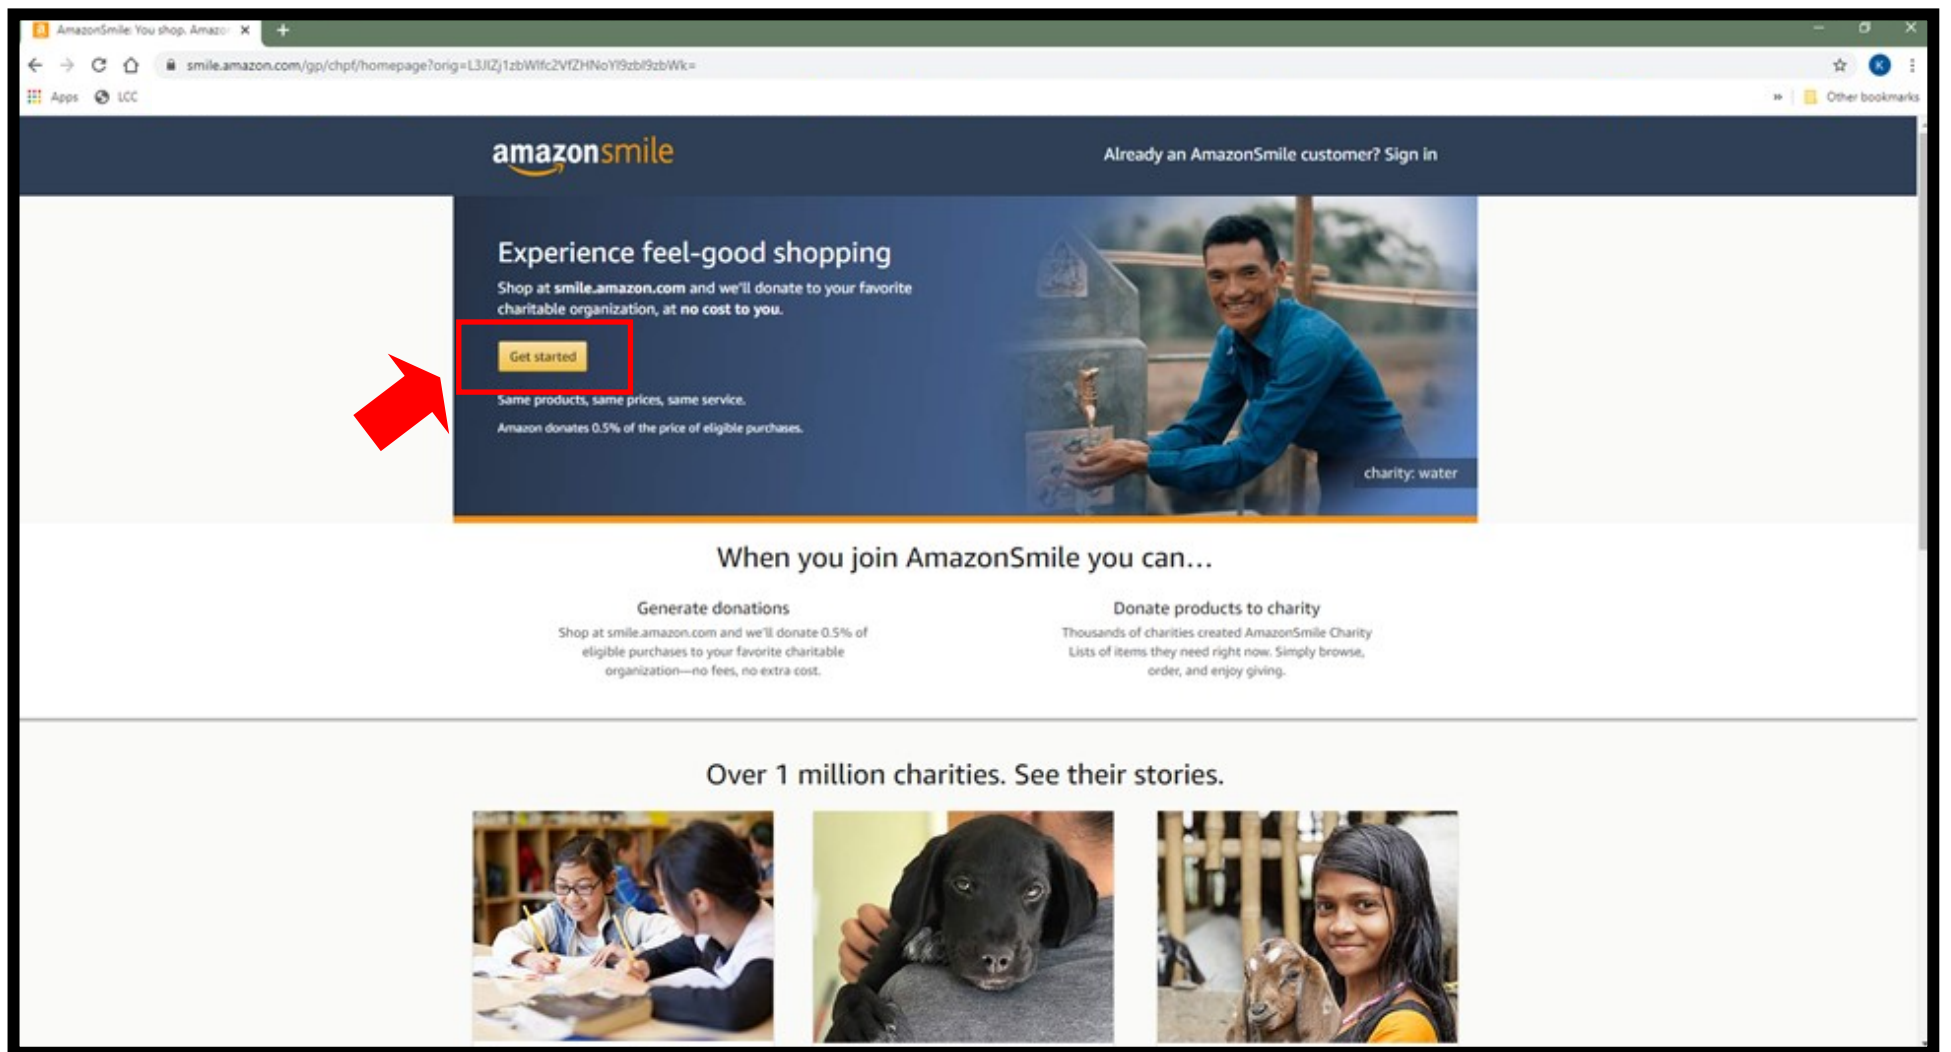 AmazonSmile: You shop. Amazo
smile.amazon.com/gp/chpf/homepage?orig=
Apps
LCC
K
Other bookmarks
amazonsmile
Already an AmazonSmile customer? Sign in
Experience feel-good shopping
Shop at smile.amazon.com and we'll donate to your favorite
charitable organization, at no cost to you.
Get started
Same products, same prices, same service.
Amazon donates 0.5% of the price of eligible purchases.
charity: water
When you join AmazonSmile you can...
Generate donations
Shop at smile.amazon.com and we'll donate 0.5% of
eligible purchases to your favorite charitable
organization—no fees, no extra cost.
Donate products to charity
Thousands of charities created AmazonSmile Charity
Lists of items they need right now. Simply browse,
order, and enjoy giving.
Over 1 million charities. See their stories.